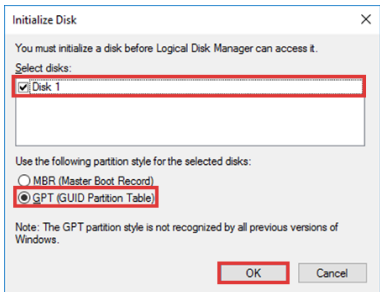 Initialize Disk
You must initialize a disk before Logical Disk Manager can access it.
Select disks:
Disk 1
Use the following partition style for the selected disks:
MBR (Master Boot Record)
GPT (GUID Partition Table)
Note: The GPT partition style is not recognized by all previous versions of
Windows.
OK Cancel